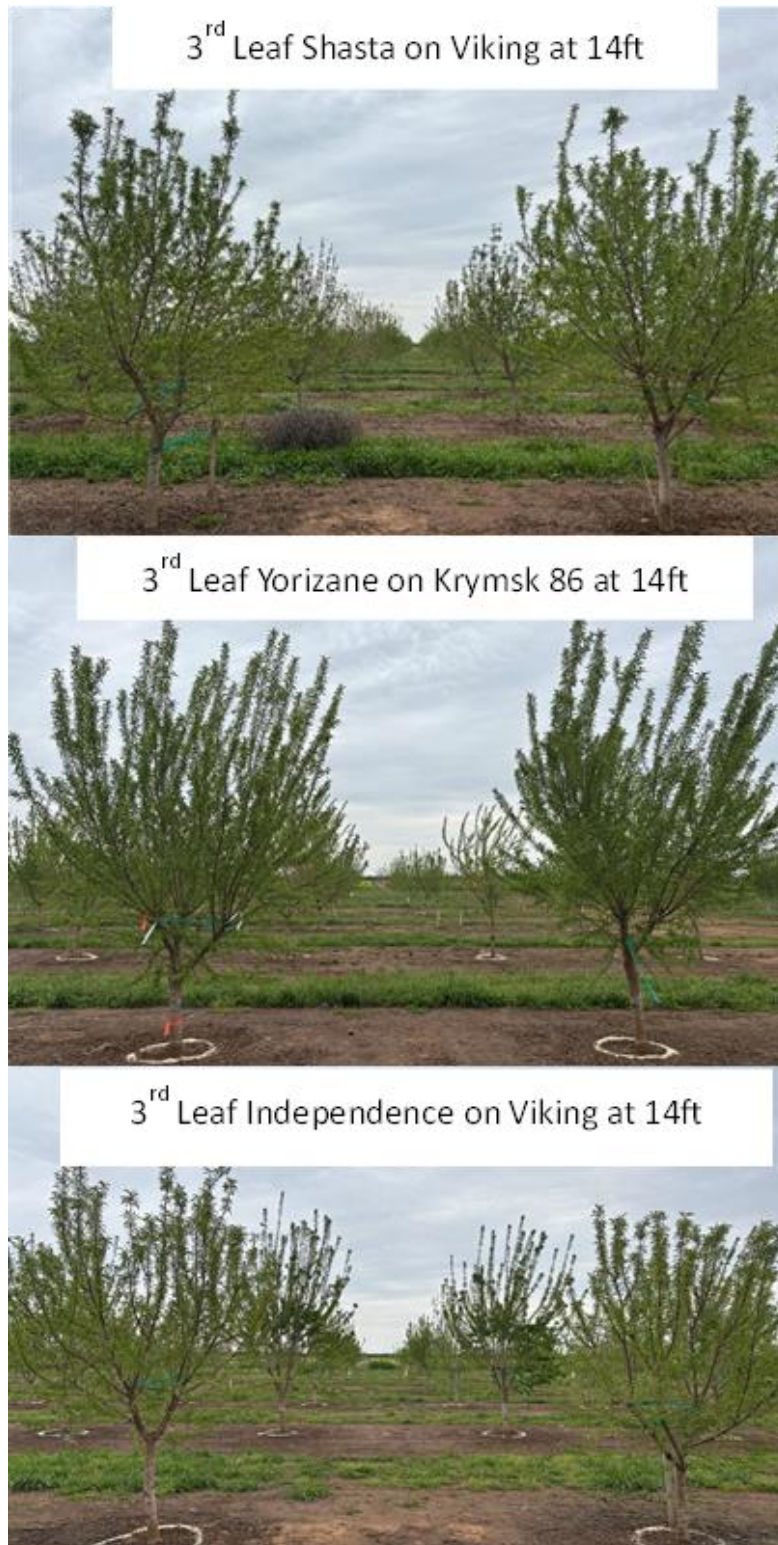 3rd Leaf Shasta on Viking at 14ft
3rd Leaf Yorizane on Krymsk 86 at 14ft
3rd Leaf Independence on Viking at 14ft